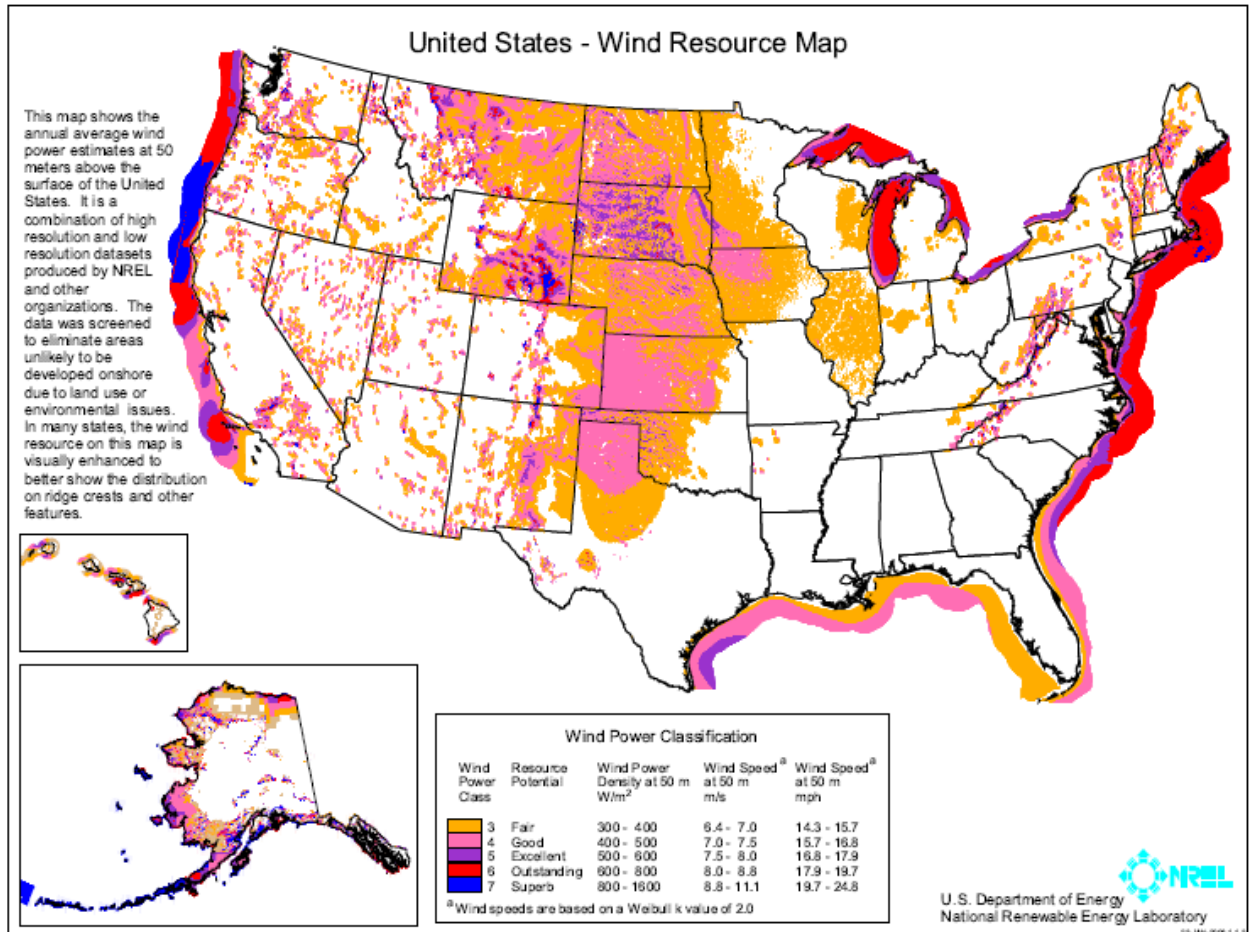 United States - Wind Resource Map
This map shows the
annual average wind
power estimates at 50
meters above the
surface of the United
States. It is a
combination of high
resolution and low
resolution datasets
produced by NREL
and other
organizations. The
data was screened
to eliminate areas
unlikely to be
developed onshore
due to land use or
environmental issues.
In many states, the wind
resource on this map is
visually enhanced to
better show the distribution
on ridge crests and other
features.
Wind Power Classification
Wind Power Class Resource Potential Wind Power Density at 50 m W/m² Wind Speed a at 50 m m/s Wind Speed a at 50 m mph
3 Fair 300 - 400 6.4 - 7.0 14.3 - 15.7
4 Good 400 - 500 7.0 - 7.5 15.7 - 16.8
5 Excellent 500 - 600 7.5 - 8.0 16.8 - 17.9
6 Outstanding 600 - 800 8.0 - 8.8 17.9 - 19.7
7 Superb 800 - 1600 8.8 - 11.1 19.7 - 24.8
a Wind speeds are based on a Weibull k value of 2.0
NREL
U.S. Department of Energy
National Renewable Energy Laboratory